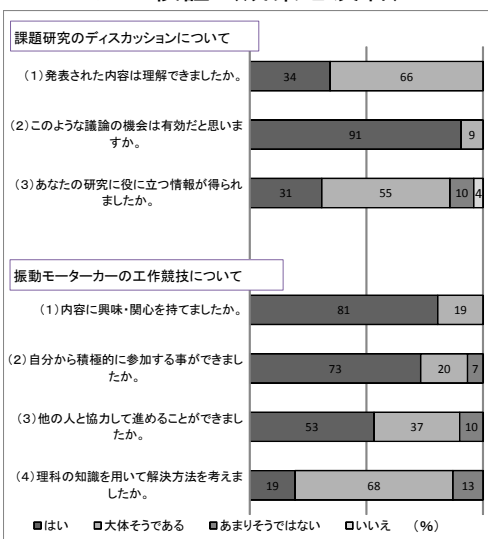 課題研究のディスカッションについて
(1)発表された内容は理解できましたか。
34 66
(2)このような議論の機会は有効だと思いま
すか。
91 9
(3)あなたの研究に役に立つ情報が得られ
ましたか。
31 55 10 4
振動モーターカーの工作競技について
(1)内容に興味・関心を持てましたか。
81 19
(2)自分から積極的に参加する事ができまし
たか。
73 20 7
(3)他の人と協力して進めることができまし
たか。
53 37 10
(4)理科の知識を用いて解決方法を考えま
したか。
19 68 13
■はい ■大体そうである ■あまりそうではない □いいえ (%)